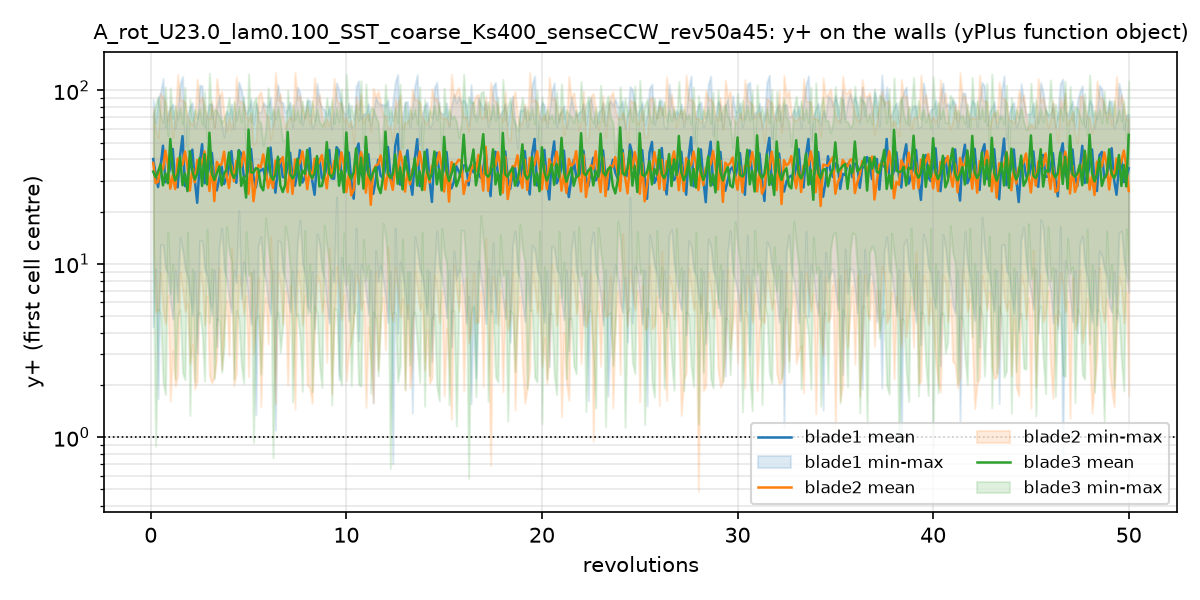 A_rot_U23.0_lam0.100_SST_coarse_Ks400_senseCCW_rev50a45: y+ on the walls (yPlus function object)
y+ (first cell centre)
10²
10¹
10⁰
blade1 mean
blade1 min-max
blade2 mean
blade2 min-max
blade3 mean
blade3 min-max
0 10 20 30 40 50
revolutions